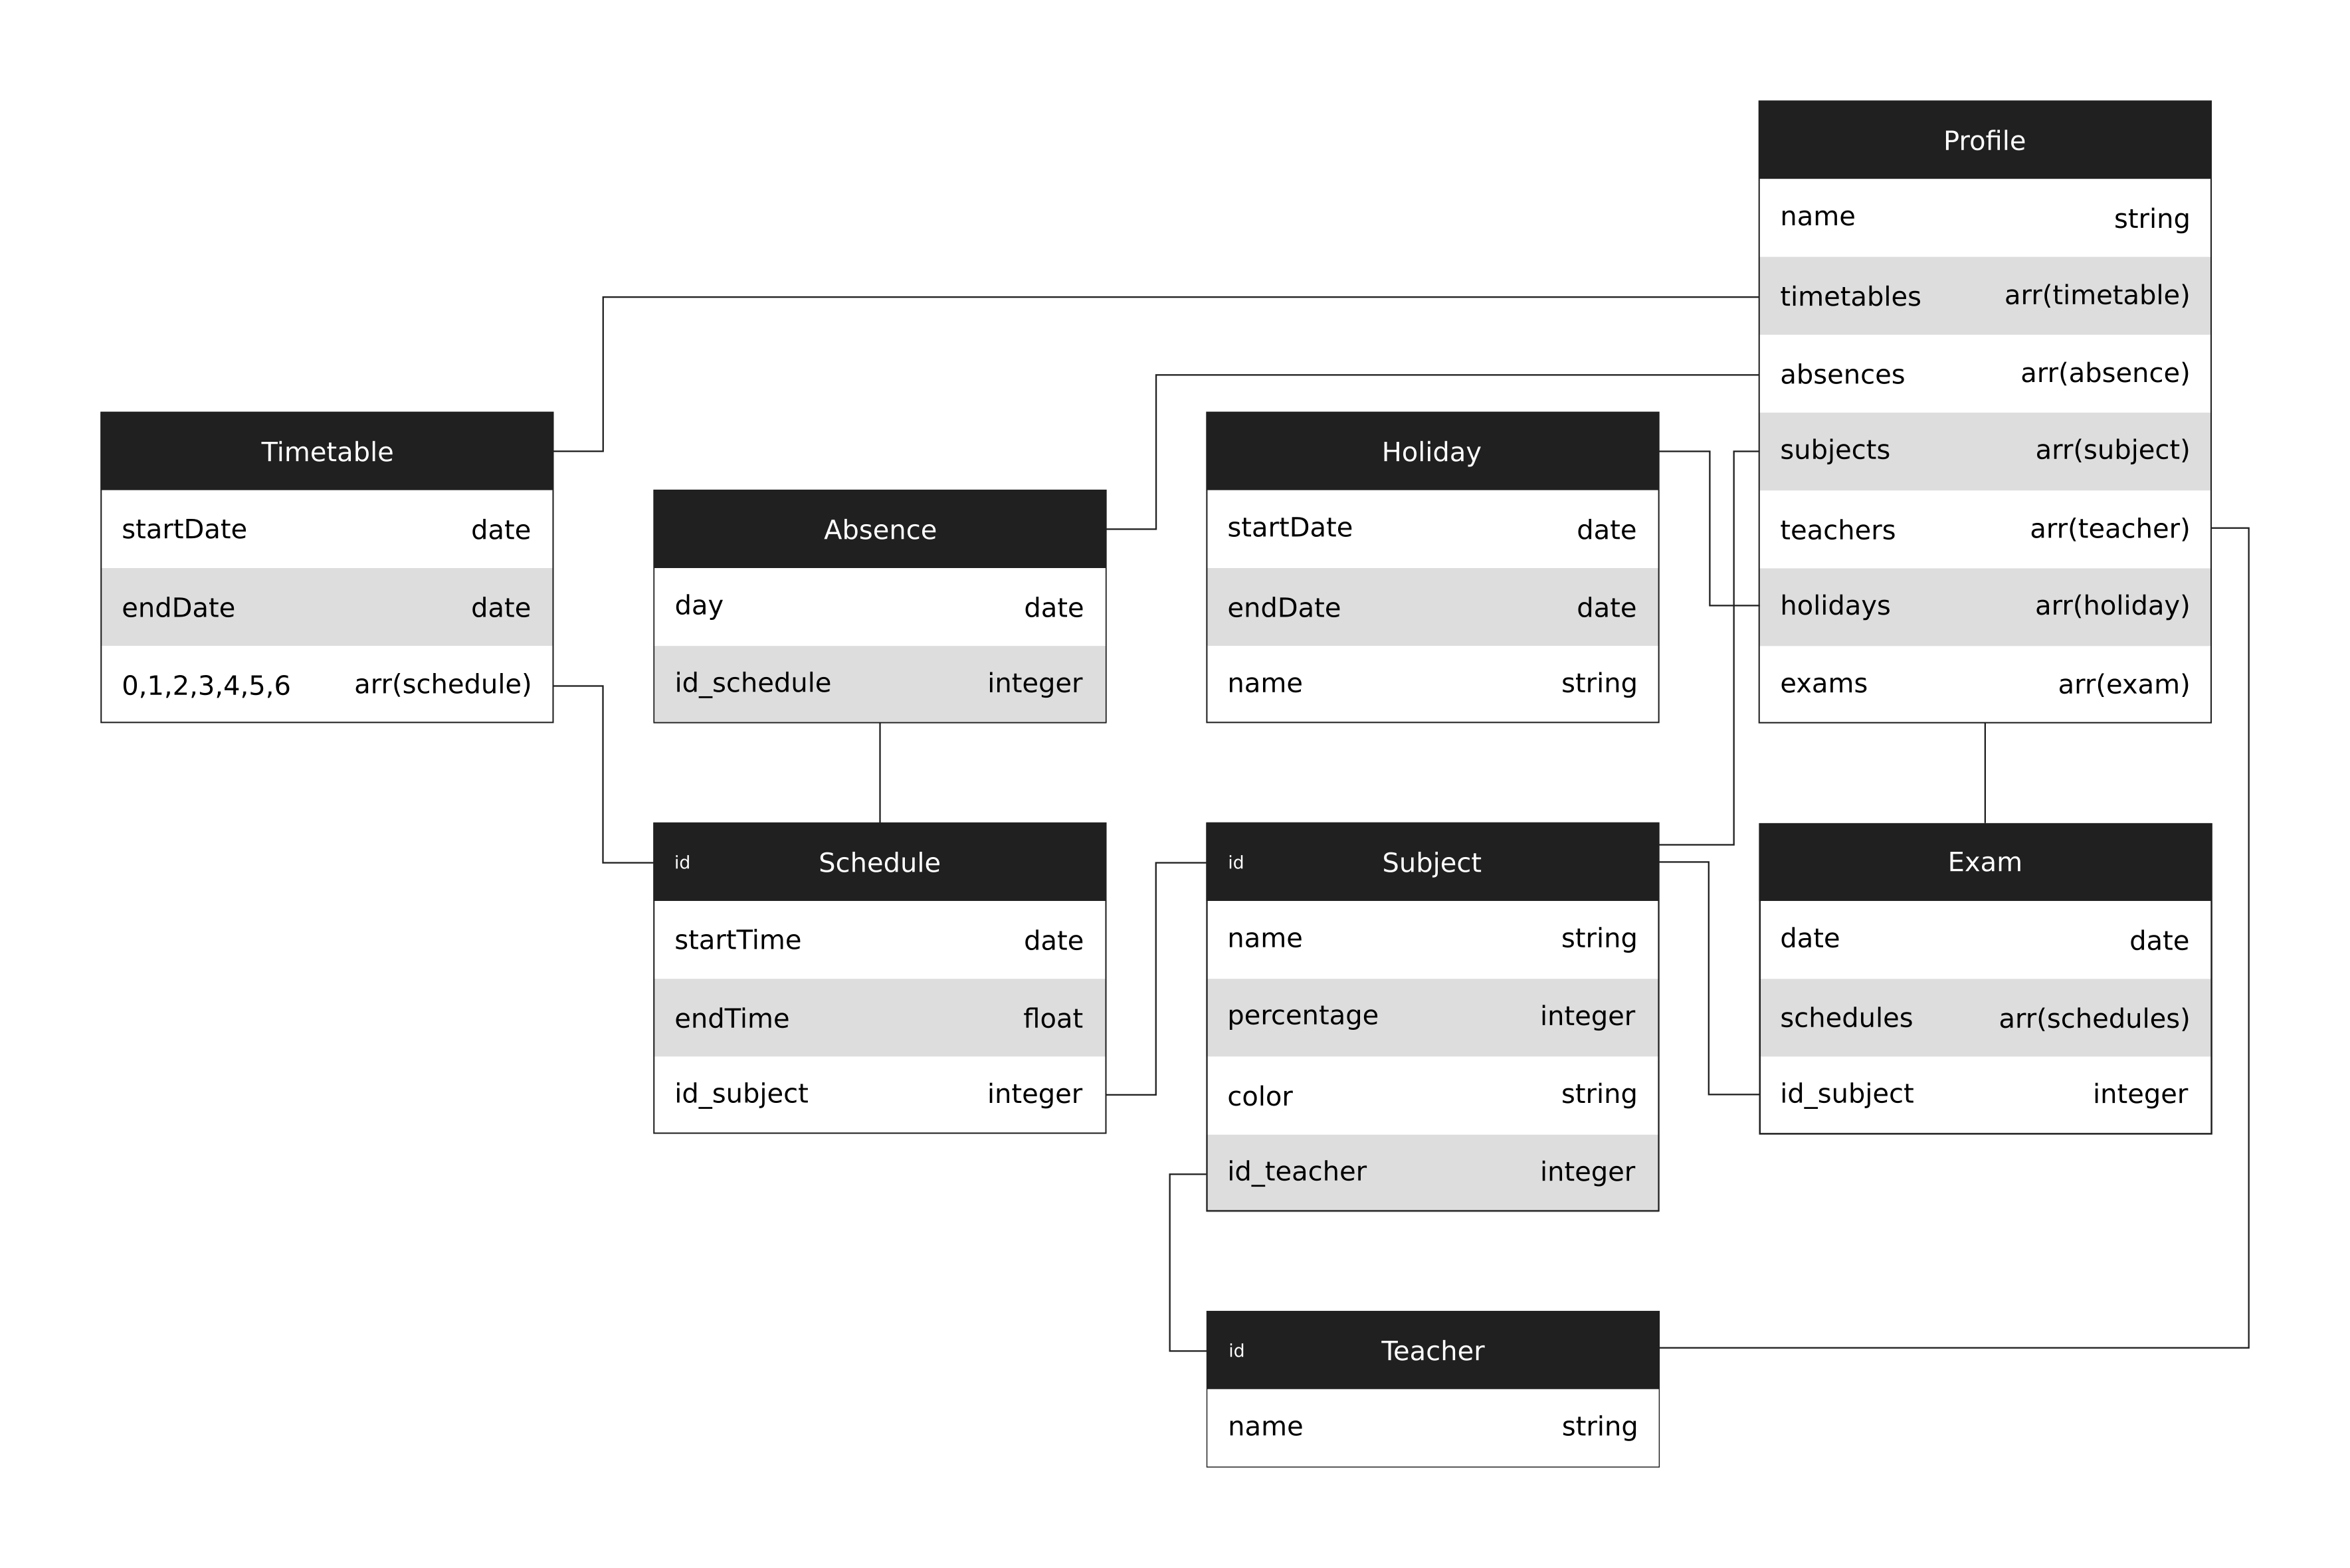 Profile
name string
timetables arr(timetable)
absences arr(absence)
subjects arr(subject)
teachers arr(teacher)
holidays arr(holiday)
exams arr(exam)
Timetable
startDate date
endDate date
0,1,2,3,4,5,6 arr(schedule)
Absence
day date
id_schedule integer
Holiday
startDate date
endDate date
name string
id Schedule
startTime date
endTime float
id_subject integer
id Subject
name string
percentage integer
color string
id_teacher integer
Exam
date date
schedules arr(schedules)
id_subject integer
id Teacher
name string